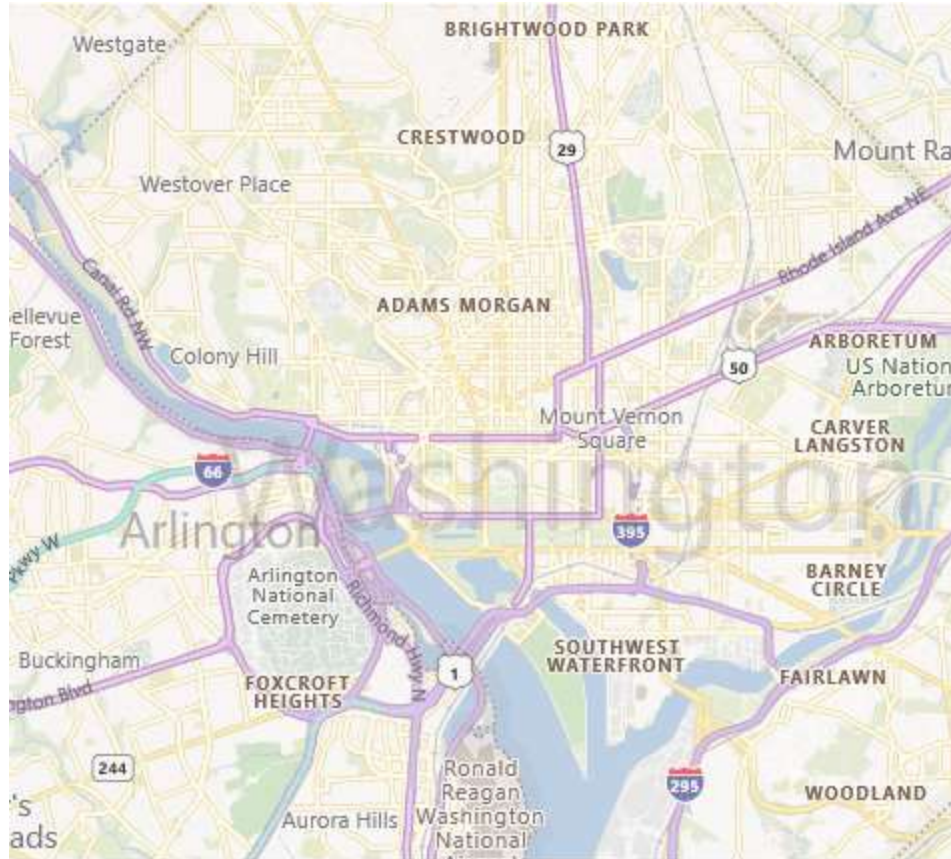 BRIGHTWOOD PARK
Westgate
CRESTWOOD
29
Mount Ra
Westover Place
Rhode Island Ave NE
Canal Rd NW
ADAMS MORGAN
ellevue
Forest
Colony Hill
ARBORETUM
50
US Nation
Arboretu
Mount Vernon
Square
CARVER
LANGSTON
66
Washington
395
Arlington
Pkwy W
Arlington
National
Cemetery
BARNEY
CIRCLE
Richmond Hwy N
Buckingham
SOUTHWEST
WATERFRONT
1
FAIRLAWN
FOXCROFT
HEIGHTS
ngton Blvd
244
Ronald
Reagan
Washington
National
295
WOODLAND
's
ads
Aurora Hills